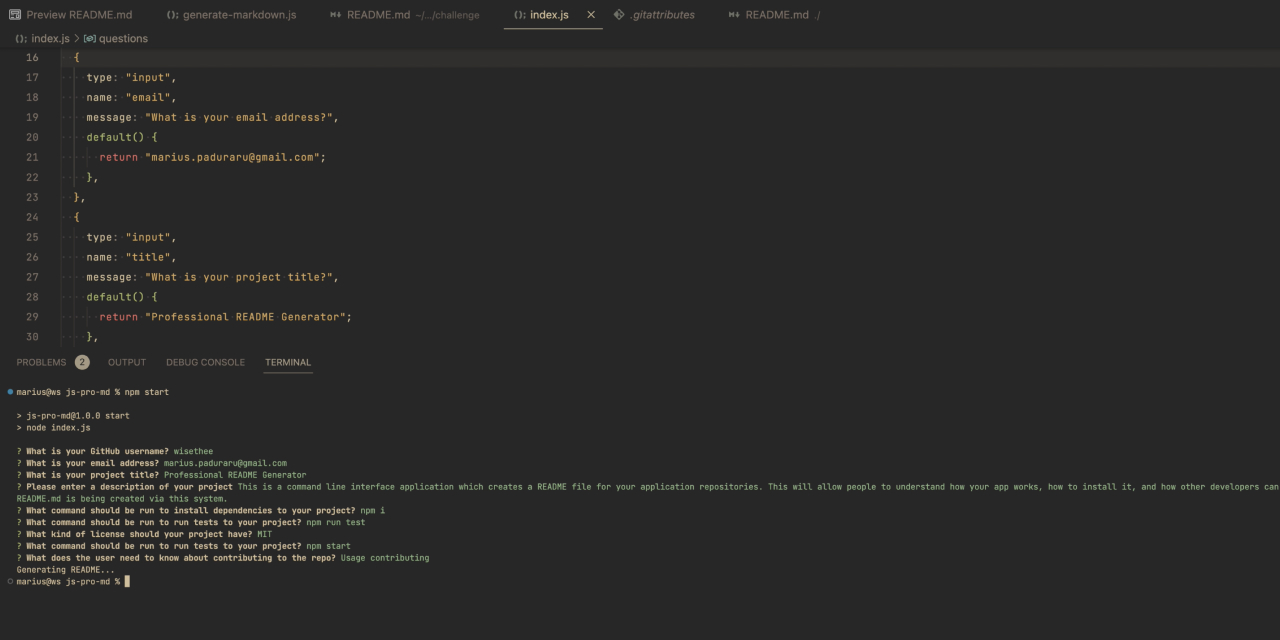 Preview README.md generate-markdown.js README.md ~/.../challenge index.js .gitattributes README.md ./
index.js > questions
16 {
17 type: "input",
18 name: "email",
19 message: "What is your email address?",
20 default() {
21 return "marius.paduraru@gmail.com";
22 },
23 },
24 {
25 type: "input",
26 name: "title",
27 message: "What is your project title?",
28 default() {
29 return "Professional README Generator";
30 },
PROBLEMS 2 OUTPUT DEBUG CONSOLE TERMINAL
marius@ws js-pro-md % npm start
> js-pro-md@1.0.0 start
> node index.js
? What is your GitHub username? wisethee
? What is your email address? marius.paduraru@gmail.com
? What is your project title? Professional README Generator
? Please enter a description of your project This is a command line interface application which creates a README file for your application repositories. This will allow people to understand how your app works, how to install it, and how other developers can
README.md is being created via this system.
? What command should be run to install dependencies to your project? npm i
? What command should be run to run tests to your project? npm run test
? What kind of license should your project have? MIT
? What command should be run to run tests to your project? npm start
? What does the user need to know about contributing to the repo? Usage contributing
Generating README...
marius@ws js-pro-md %